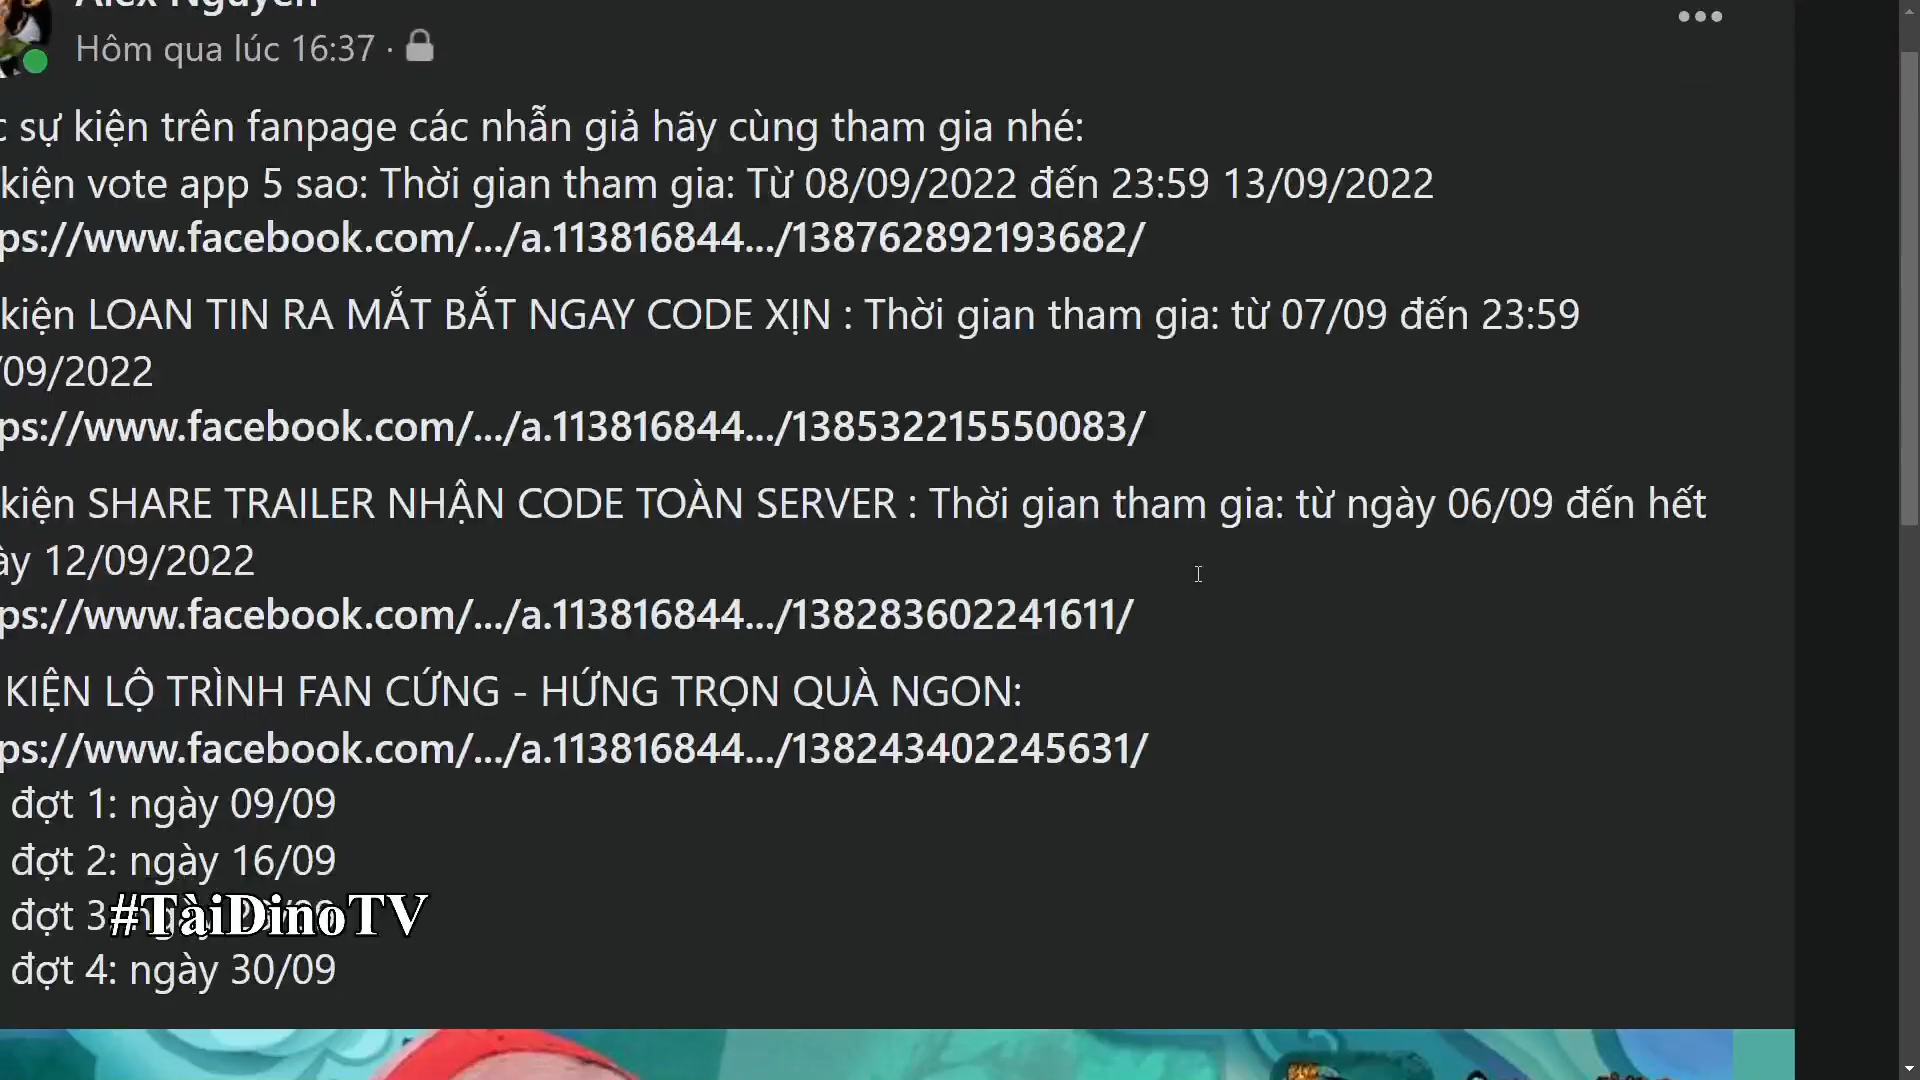 Alex Nguyen
Hôm qua lúc 16:37 ·
sự kiện trên fanpage các nhẫn giả hãy cùng tham gia nhé:
kiện vote app 5 sao: Thời gian tham gia: Từ 08/09/2022 đến 23:59 13/09/2022
ps://www.facebook.com/.../a.113816844.../138762892193682/
kiện LOAN TIN RA MẮT BẮT NGAY CODE XỊN : Thời gian tham gia: từ 07/09 đến 23:59
/09/2022
ps://www.facebook.com/.../a.113816844.../138532215550083/
kiện SHARE TRAILER NHẬN CODE TOÀN SERVER : Thời gian tham gia: từ ngày 06/09 đến hết
ày 12/09/2022
ps://www.facebook.com/.../a.113816844.../138283602241611/
KIỆN LỘ TRÌNH FAN CỨNG - HỨNG TRỌN QUÀ NGON:
ps://www.facebook.com/.../a.113816844.../138243402245631/
đợt 1: ngày 09/09
đợt 2: ngày 16/09
đợt 3:
#TàiDinoTV
đợt 4: ngày 30/09